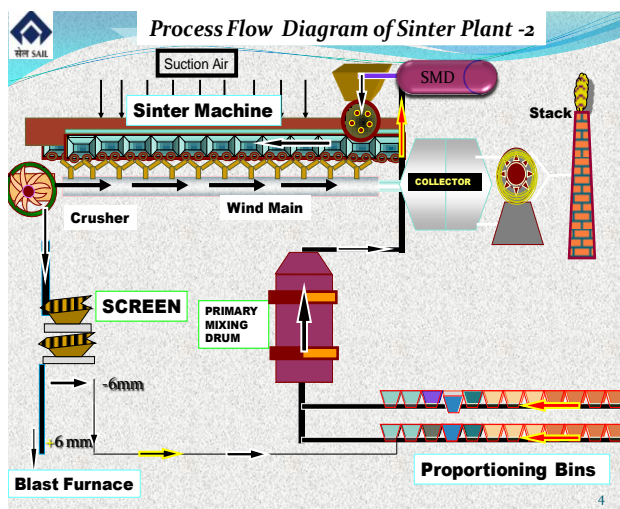 Process Flow Diagram of Sinter Plant -2
सेल SAIL
Suction Air
SMD
Sinter Machine
Stack
COLLECTOR
Crusher
Wind Main
SCREEN
PRIMARY
MIXING
DRUM
-6mm
+6 mm
Proportioning Bins
Blast Furnace
4